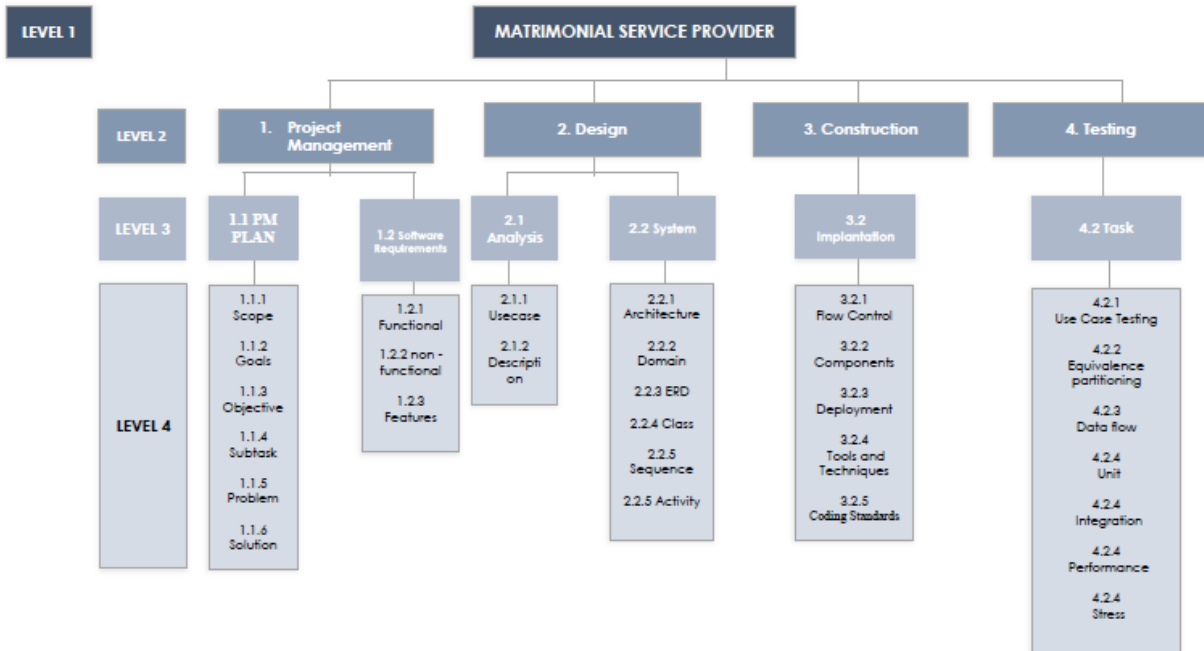 LEVEL 1
MATRIMONIAL SERVICE PROVIDER
LEVEL 2
1. Project
Management
2. Design
3. Construction
4. Testing
LEVEL 3
1.1 PM
PLAN
1.2 Software
Requirements
2.1
Analysis
2.2 System
3.2
Implantation
4.2 Task
LEVEL 4
1.1.1
Scope
1.1.2
Goals
1.1.3
Objective
1.1.4
Subtask
1.1.5
Problem
1.1.6
Solution
1.2.1
Functional
1.2.2 non -
functional
1.2.3
Features
2.1.1
Usecase
2.1.2
Descripti
on
2.2.1
Architecture
2.2.2
Domain
2.2.3 ERD
2.2.4 Class
2.2.5
Sequence
2.2.5 Activity
3.2.1
Flow Control
3.2.2
Components
3.2.3
Deployment
3.2.4
Tools and
Techniques
3.2.5
Coding Standards
4.2.1
Use Case Testing
4.2.2
Equivalence
partitioning
4.2.3
Data flow
4.2.4
Unit
4.2.4
Integration
4.2.4
Performance
4.2.4
Stress